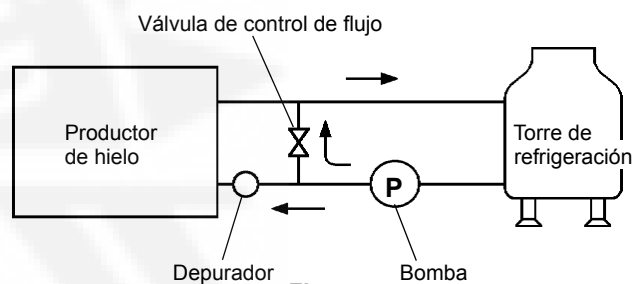 Válvula de control de flujo
Productor
de hielo
Torre de
refrigeración
P
Depurador
Bomba